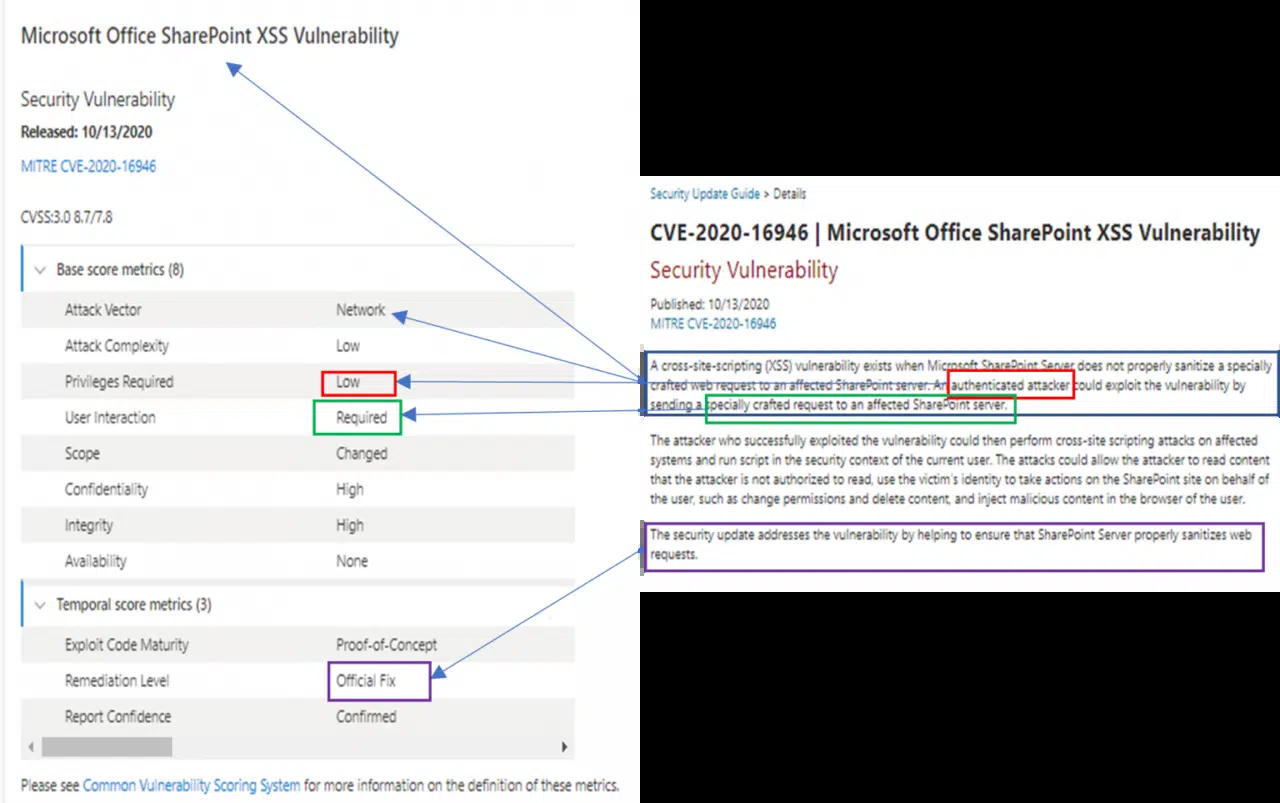 Microsoft Office SharePoint XSS Vulnerability
Security Vulnerability
Released: 10/13/2020
MITRE CVE-2020-16946
CVSS:3.0 8.7/7.8
Base score metrics (8)
Attack Vector Network
Attack Complexity Low
Privileges Required Low
User Interaction Required
Scope Changed
Confidentiality High
Integrity High
Availability None
Temporal score metrics (3)
Exploit Code Maturity Proof-of-Concept
Remediation Level Official Fix
Report Confidence Confirmed
Please see Common Vulnerability Scoring System for more information on the definition of these metrics.
Security Update Guide > Details
CVE-2020-16946 | Microsoft Office SharePoint XSS Vulnerability
Security Vulnerability
Published: 10/13/2020
MITRE CVE-2020-16946
A cross-site-scripting (XSS) vulnerability exists when Microsoft SharePoint Server does not properly sanitize a specially
crafted web request to an affected SharePoint server. An authenticated attacker could exploit the vulnerability by
sending a specially crafted request to an affected SharePoint server.
The attacker who successfully exploited the vulnerability could then perform cross-site scripting attacks on affected
systems and run script in the security context of the current user. The attacks could allow the attacker to read content
that the attacker is not authorized to read, use the victim's identity to take actions on the SharePoint site on behalf of
the user, such as change permissions and delete content, and inject malicious content in the browser of the user.
The security update addresses the vulnerability by helping to ensure that SharePoint Server properly sanitizes web
requests.